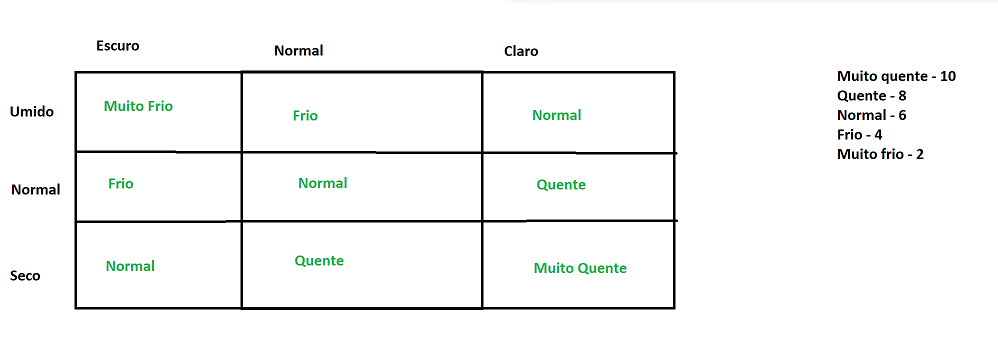 Escuro Normal Claro
Umido Muito Frio Frio Normal
Normal Frio Normal Quente
Seco Normal Quente Muito Quente
Muito quente - 10
Quente - 8
Normal - 6
Frio - 4
Muito frio - 2